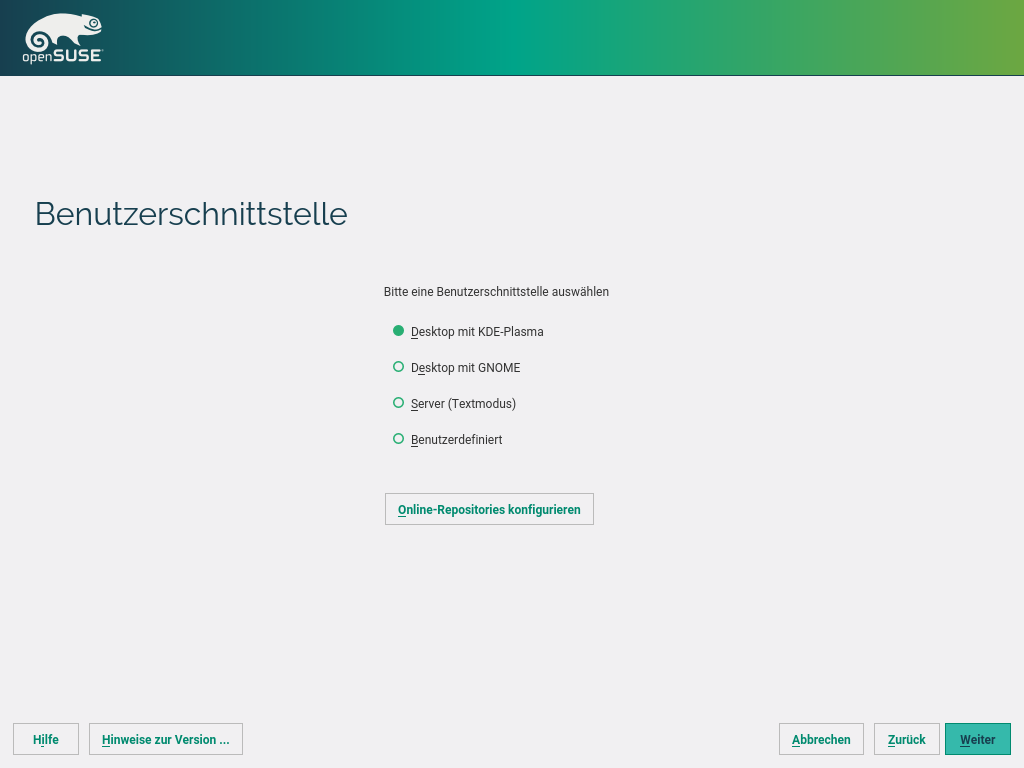 openSUSE
Benutzerschnittstelle
Bitte eine Benutzerschnittstelle auswählen
Desktop mit KDE-Plasma
Desktop mit GNOME
Server (Textmodus)
Benutzerdefiniert
Online-Repositories konfigurieren
Hilfe
Hinweise zur Version ...
Abbrechen
Zurück
Weiter